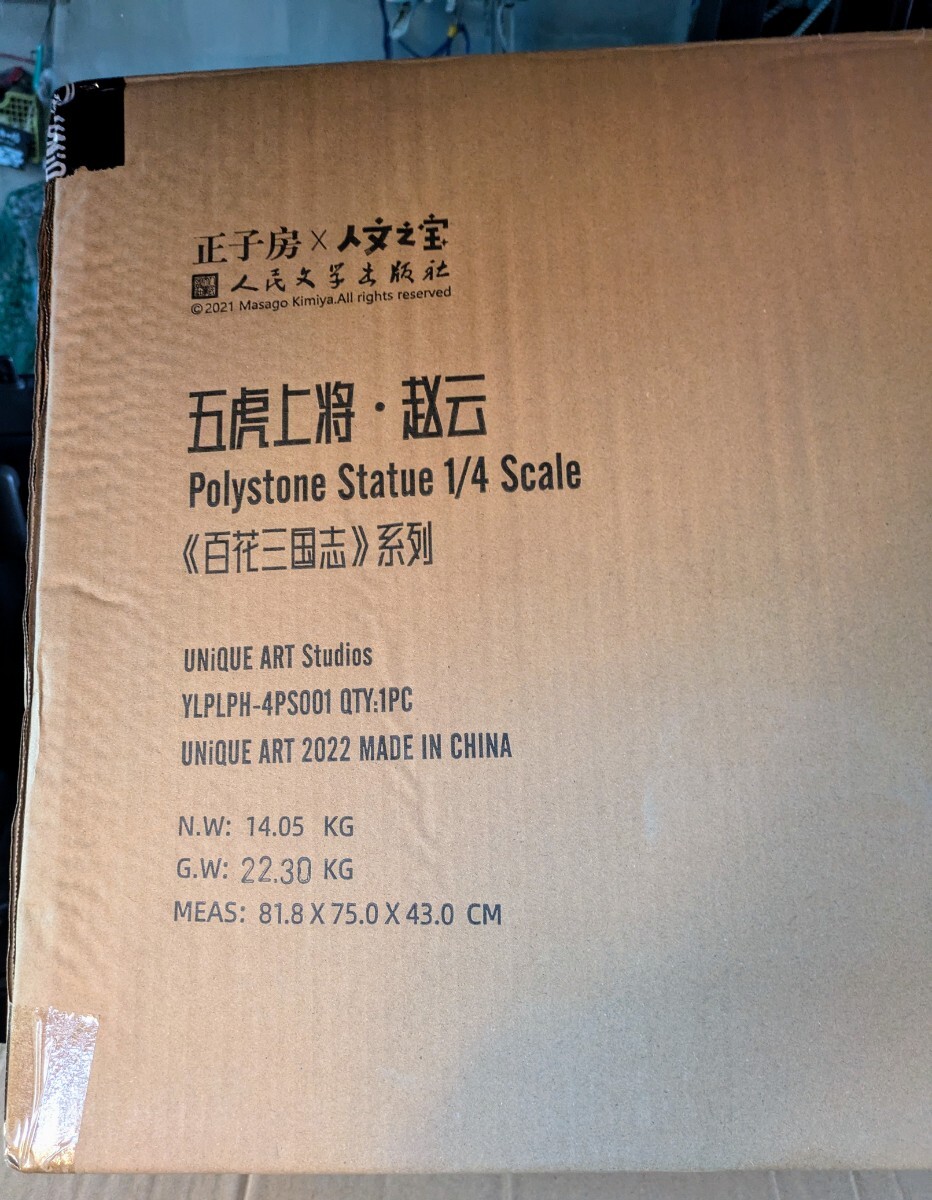 正子房×人文之宝
人民文学出版社
©2021 Masago Kimiya.All rights reserved
五虎上将·赵云
Polystone Statue 1/4 Scale
《百花三国志》系列
UNiQUE ART Studios
YLPLPH-4PS001 QTY:1PC
UNiQUE ART 2022 MADE IN CHINA
N.W: 14.05 KG
G.W: 22.30 KG
MEAS: 81.8 X 75.0 X 43.0 CM